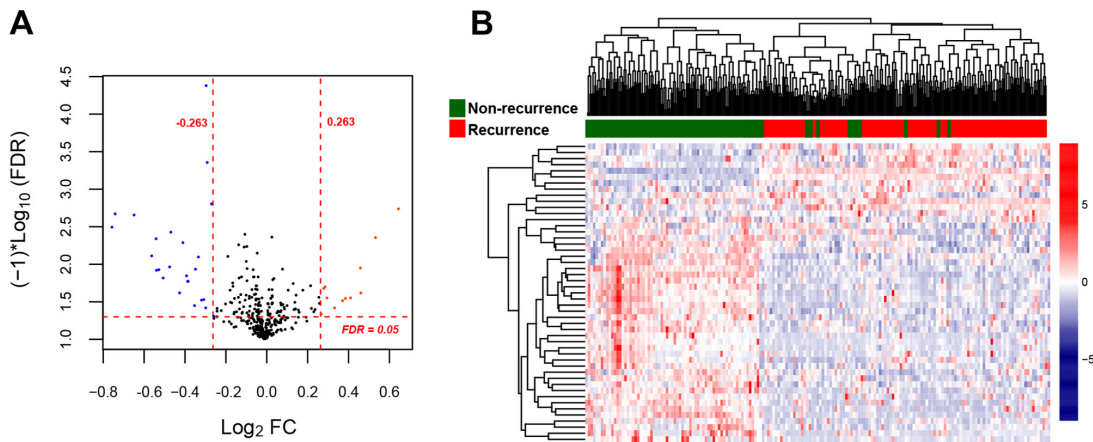 A
4.5
4.0
3.5
3.0
2.5
2.0
1.5
1.0
(−1)*Log10 (FDR)
-0.263
0.263
FDR = 0.05
−0.8 −0.6 −0.4 −0.2 0.0 0.2 0.4 0.6
Log2 FC
B
Non-recurrence
Recurrence
5
0
−5